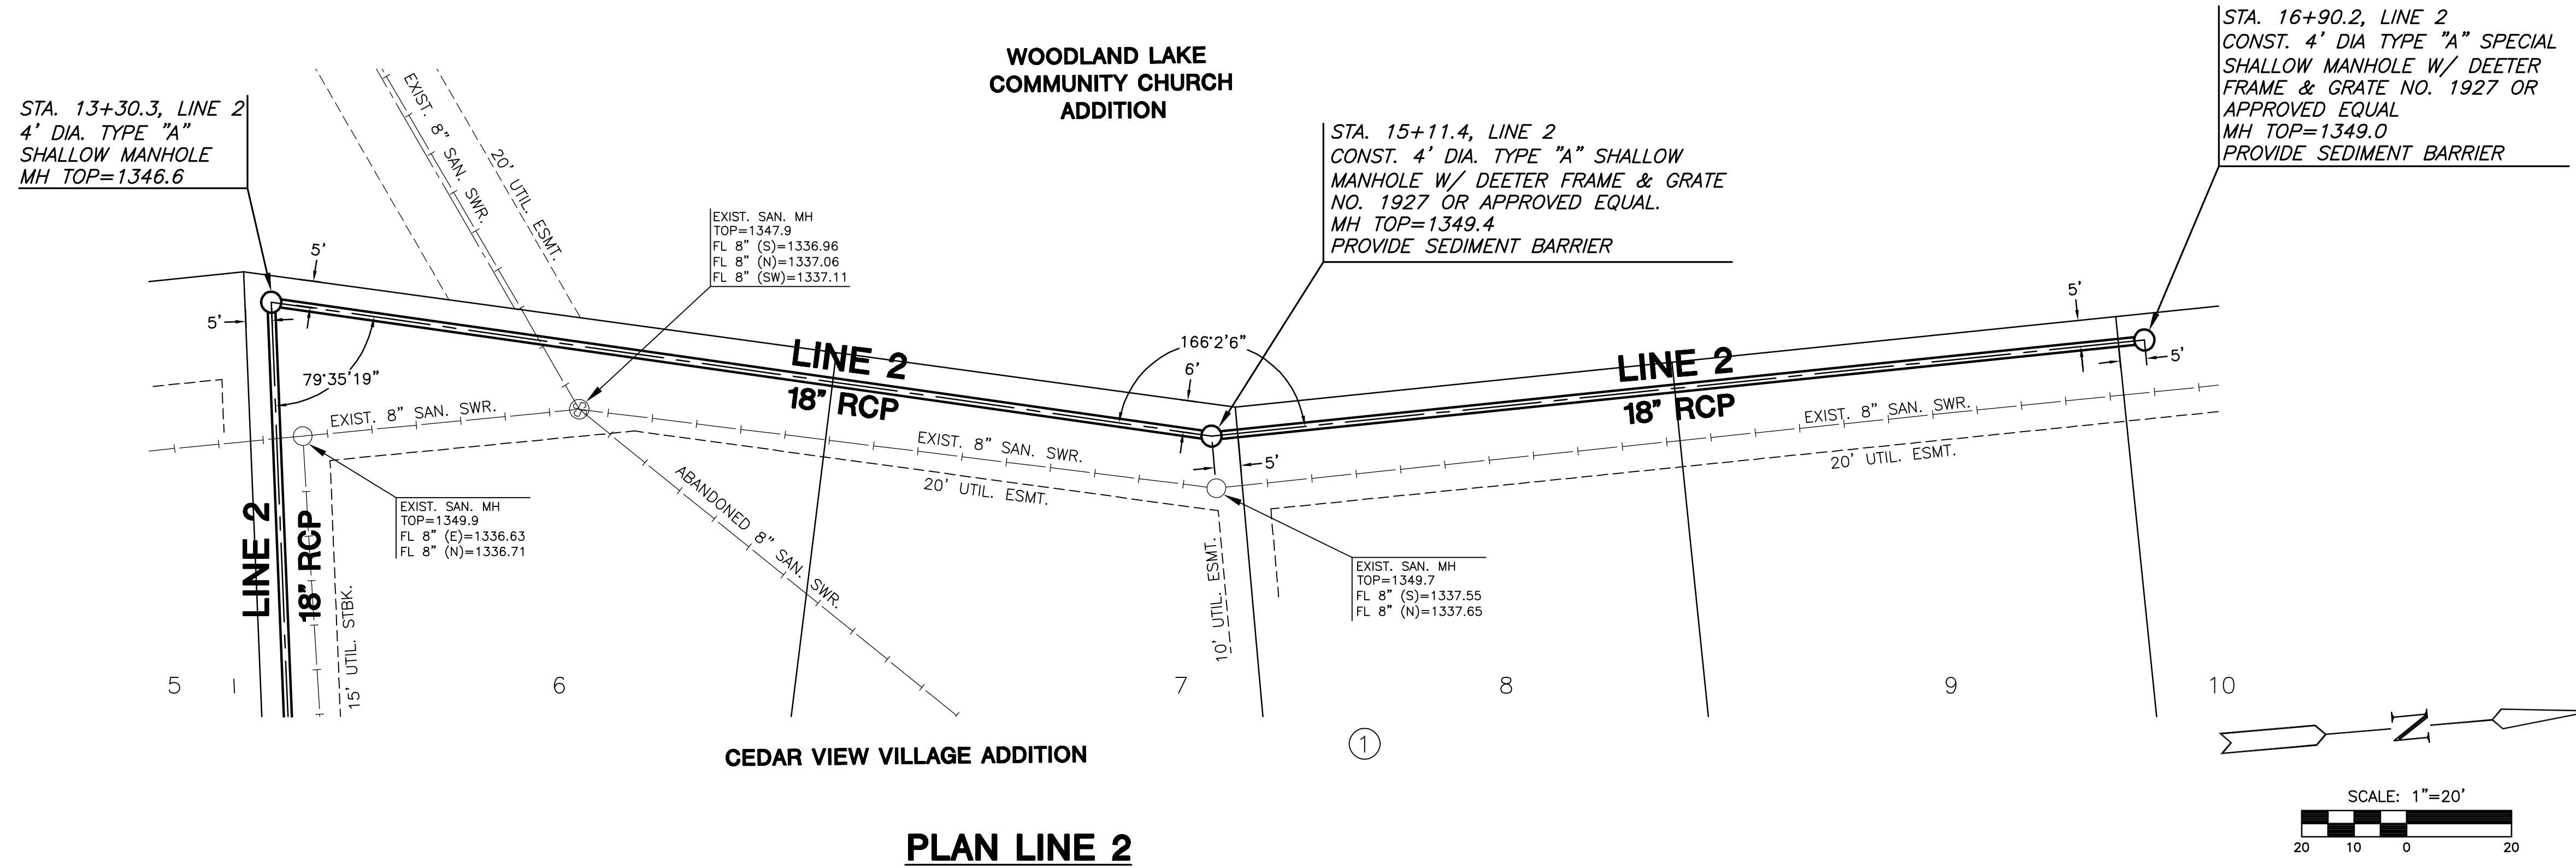 WOODLAND LAKE
COMMUNITY CHURCH
ADDITION
STA. 13+30.3, LINE 2
4' DIA. TYPE "A"
SHALLOW MANHOLE
MH TOP=1346.6
EXIST. 8" SAN. SWR.
20' UTIL. ESMT.
EXIST. SAN. MH
TOP=1347.9
FL 8" (S)=1336.96
FL 8" (N)=1337.06
FL 8" (SW)=1337.11
STA. 15+11.4, LINE 2
CONST. 4' DIA. TYPE "A" SHALLOW
MANHOLE W/ DEETER FRAME & GRATE
NO. 1927 OR APPROVED EQUAL.
MH TOP=1349.4
PROVIDE SEDIMENT BARRIER
STA. 16+90.2, LINE 2
CONST. 4' DIA TYPE "A" SPECIAL
SHALLOW MANHOLE W/ DEETER
FRAME & GRATE NO. 1927 OR
APPROVED EQUAL
MH TOP=1349.0
PROVIDE SEDIMENT BARRIER
5'
5'
79°35'19"
LINE 2
18" RCP
166°2'6"
6'
5'
LINE 2
18" RCP
5'
5'
EXIST. 8" SAN. SWR.
EXIST. 8" SAN. SWR.
20' UTIL. ESMT.
EXIST. 8" SAN. SWR.
20' UTIL. ESMT.
ABANDONED 8" SAN. SWR.
EXIST. SAN. MH
TOP=1349.9
FL 8" (E)=1336.63
FL 8" (N)=1336.71
LINE 2
18" RCP
15' UTIL. STBK.
10' UTIL. ESMT.
EXIST. SAN. MH
TOP=1349.7
FL 8" (S)=1337.55
FL 8" (N)=1337.65
5
6
7
8
9
10
1
CEDAR VIEW VILLAGE ADDITION
N
SCALE: 1"=20'
20 10 0 20
PLAN LINE 2